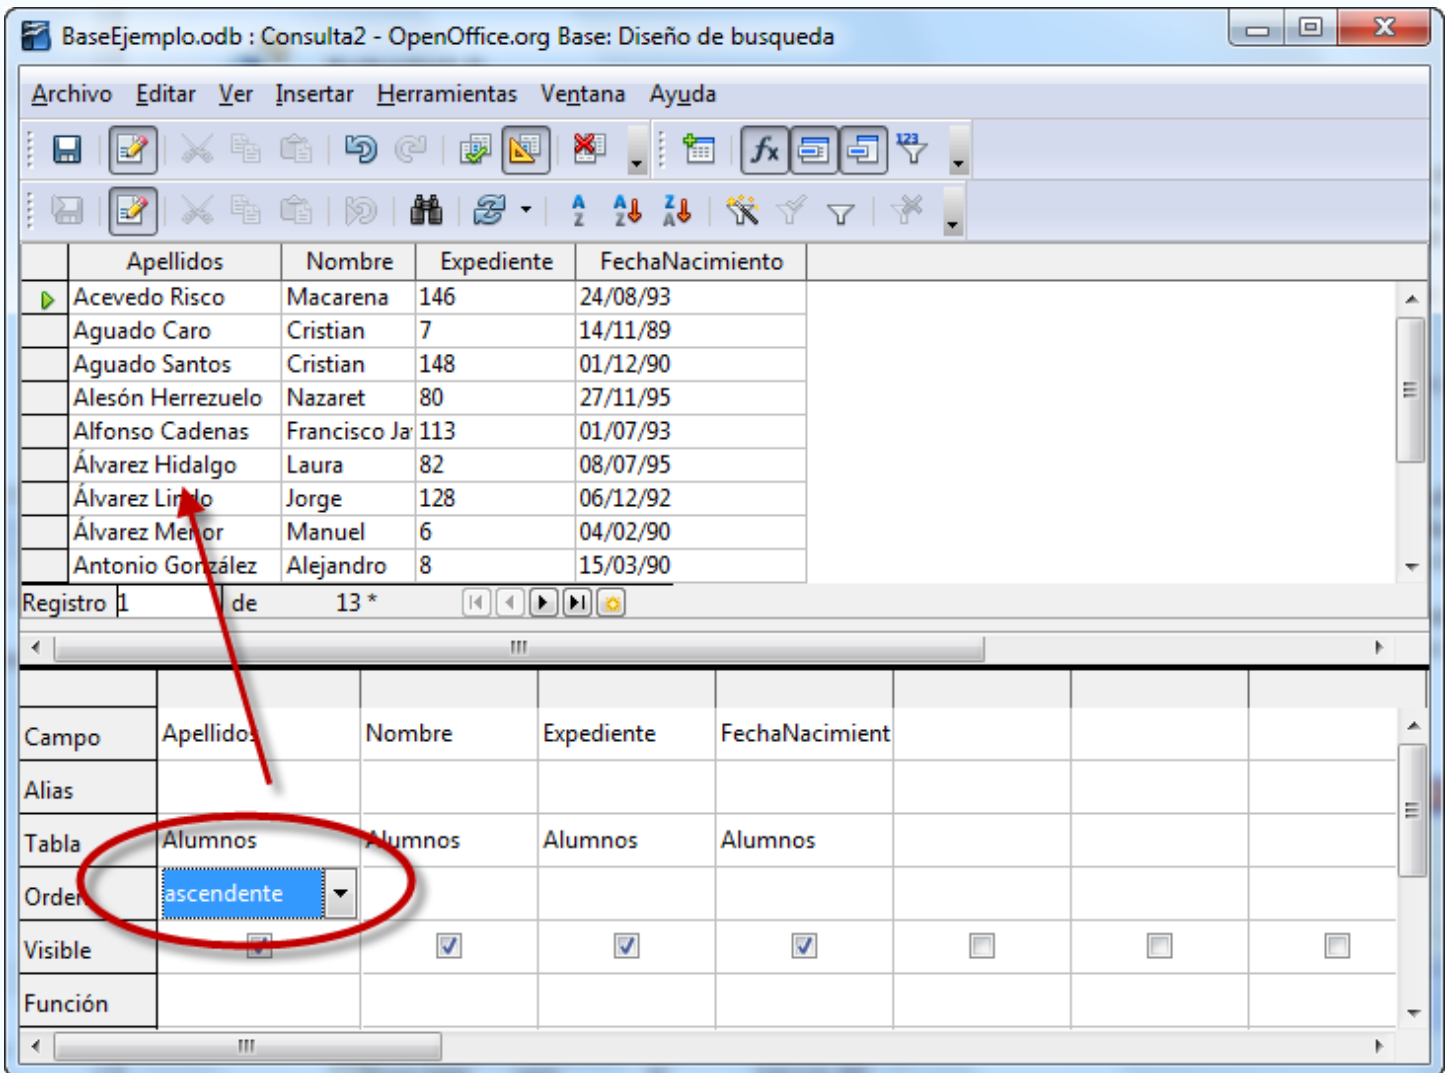 BaseEjemplo.odb : Consulta2 - OpenOffice.org Base: Diseño de busqueda
Archivo Editar Ver Insertar Herramientas Ventana Ayuda
Apellidos Nombre Expediente FechaNacimiento
Acevedo Risco Macarena 146 24/08/93
Aguado Caro Cristian 7 14/11/89
Aguado Santos Cristian 148 01/12/90
Alesón Herrezuelo Nazaret 80 27/11/95
Alfonso Cadenas Francisco Ja 113 01/07/93
Álvarez Hidalgo Laura 82 08/07/95
Álvarez Lindo Jorge 128 06/12/92
Álvarez Menor Manuel 6 04/02/90
Antonio González Alejandro 8 15/03/90
Registro 1 de 13 *
Campo Apellidos Nombre Expediente FechaNacimient
Alias
Tabla Alumnos Alumnos Alumnos Alumnos
Orden ascendente
Visible
Función